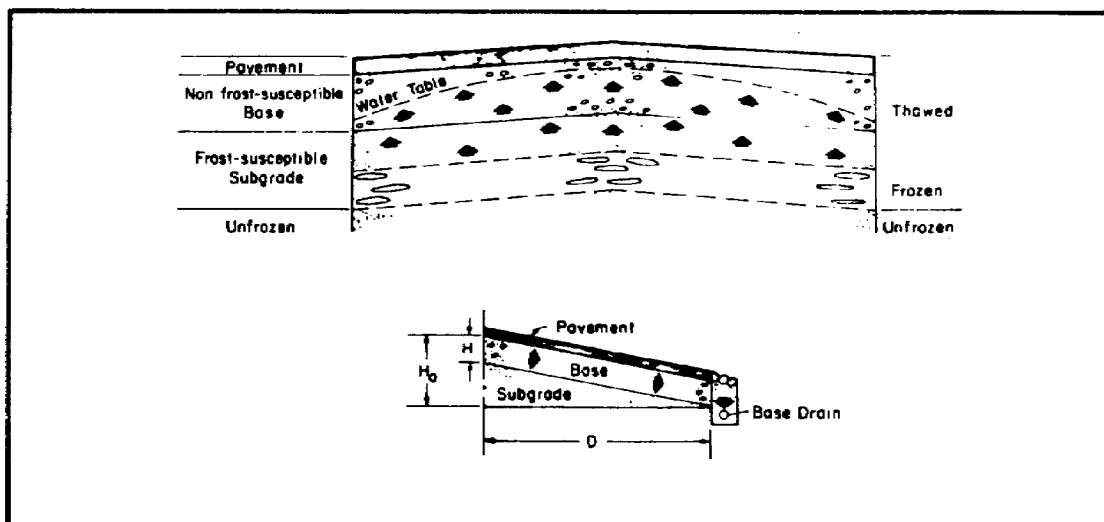 Pavement
Non frost-susceptible
Base
Water Table
Thawed
Frost-susceptible
Subgrade
Frozen
Unfrozen
Unfrozen
Pavement
H
H₀
Base
Subgrade
Base Drain
D